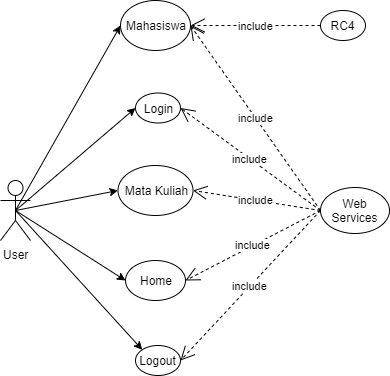 Mahasiswa
include
RC4
include
Login
include
Mata Kuliah
include
Web
Services
User
include
Home
include
Logout